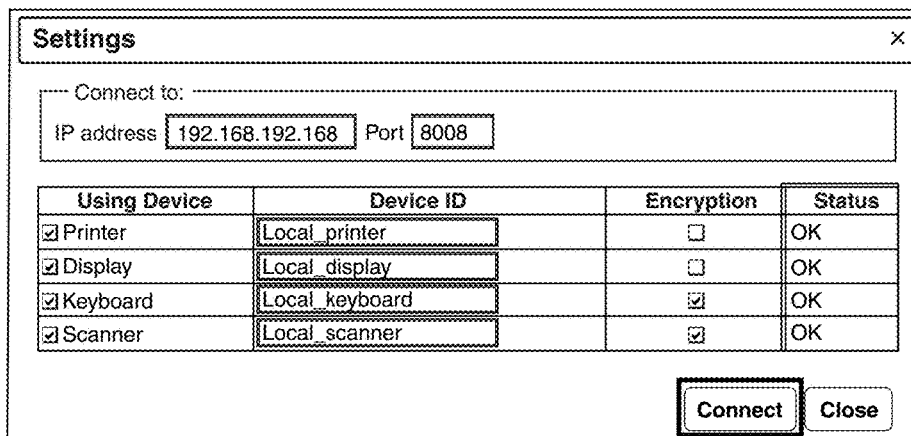 Settings ×
Connect to:
IP address 192.168.192.168 Port 8008
Using Device Device ID Encryption Status
Printer Local_printer OK
Display Local_display OK
Keyboard Local_keyboard OK
Scanner Local_scanner OK
Connect Close